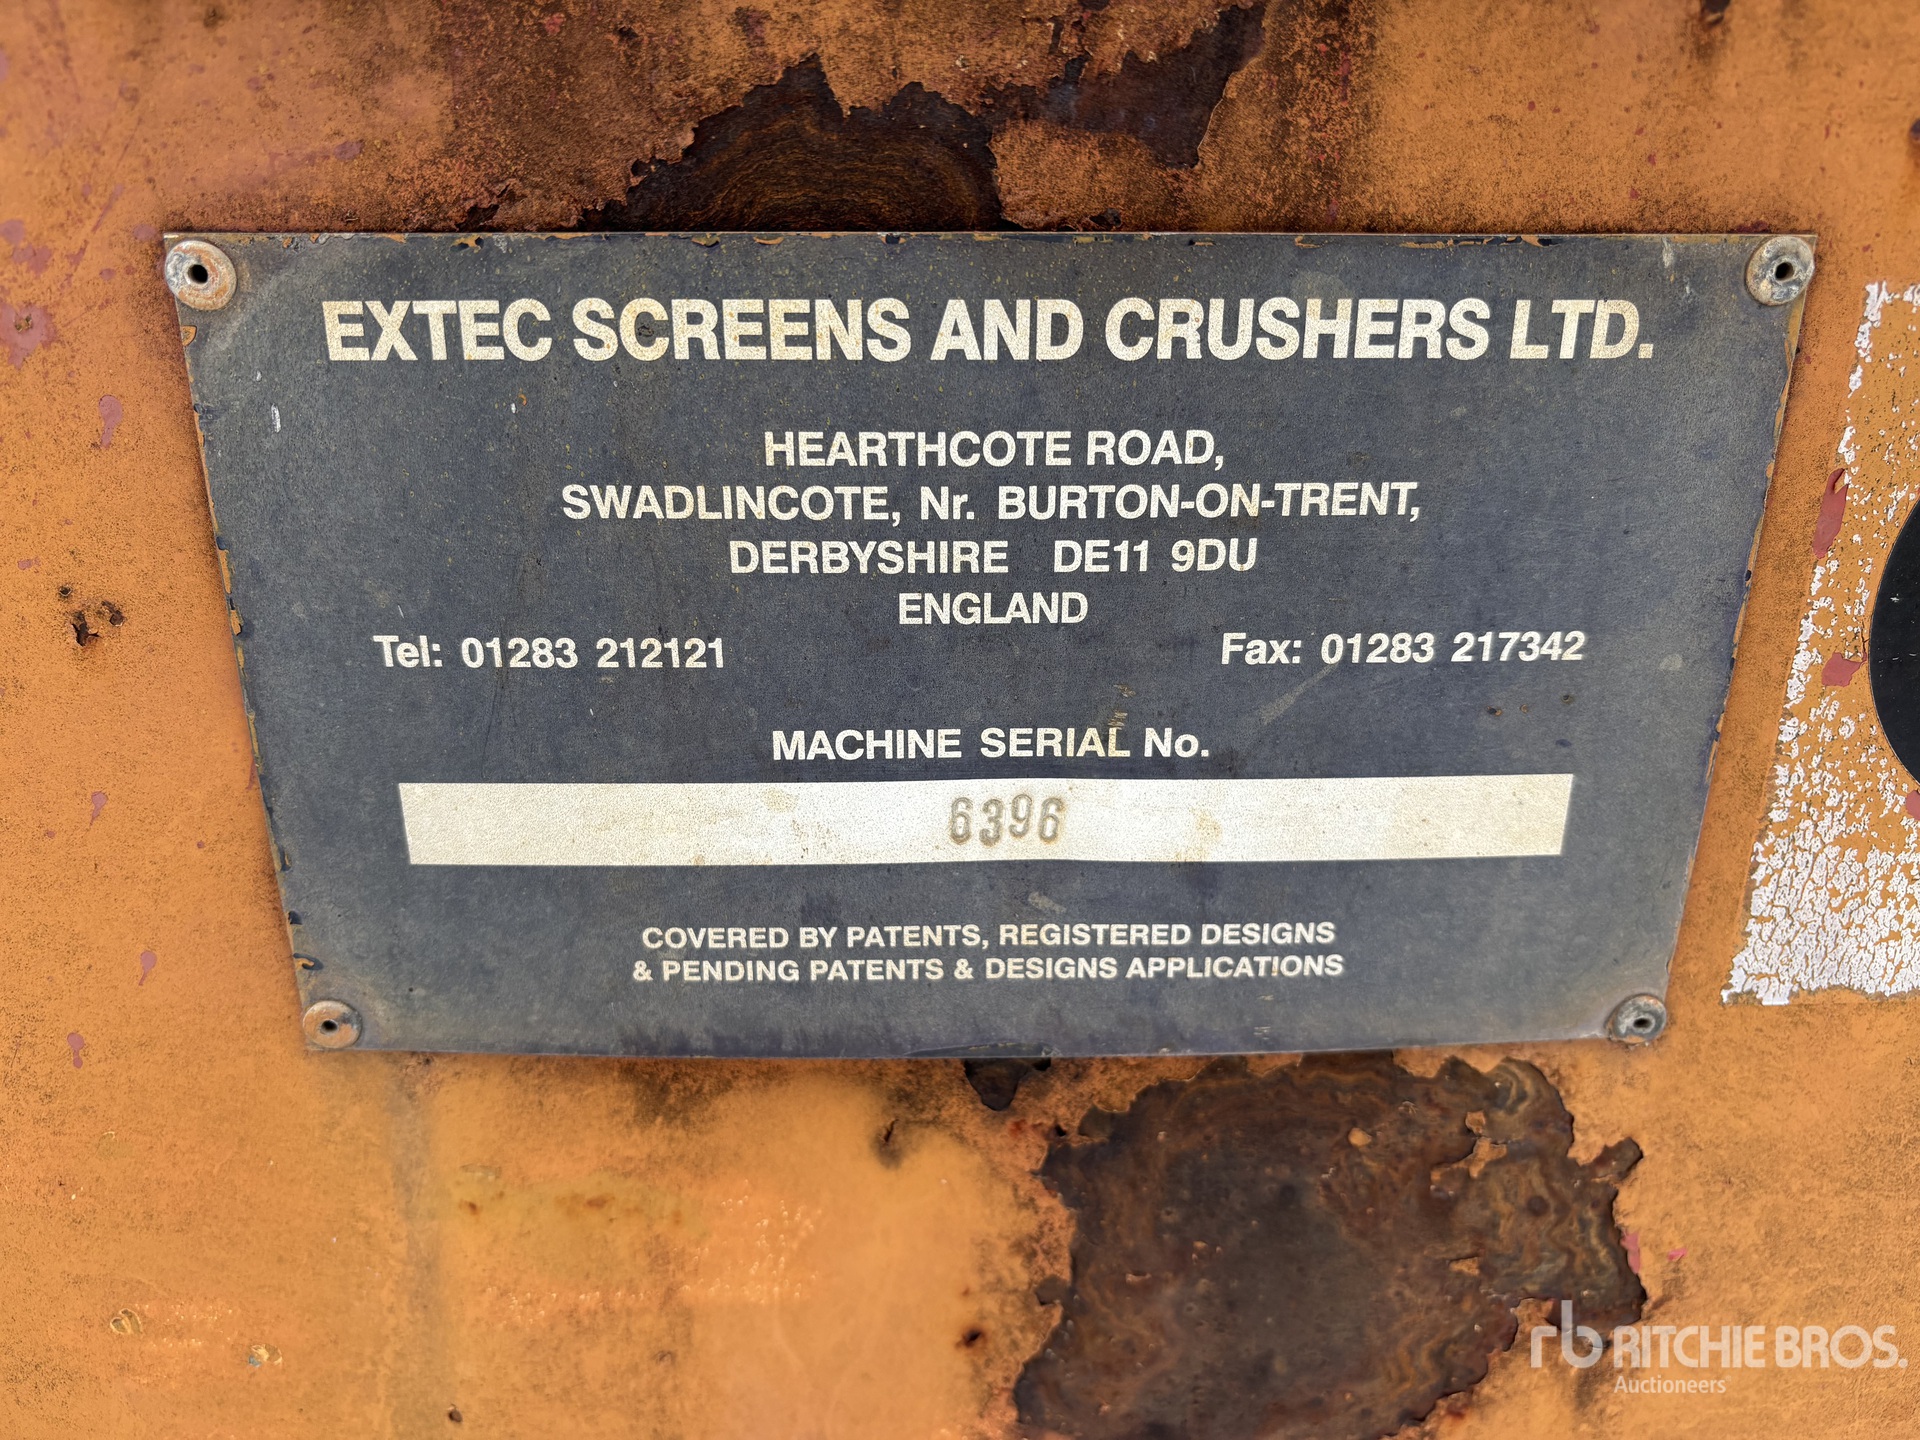 EXTEC SCREENS AND CRUSHERS LTD.
HEARTHCOTE ROAD,
SWADLINCOTE, Nr. BURTON-ON-TRENT,
DERBYSHIRE DE11 9DU
ENGLAND
Tel: 01283 212121 Fax: 01283 217342
MACHINE SERIAL No.
6396
COVERED BY PATENTS, REGISTERED DESIGNS
& PENDING PATENTS & DESIGNS APPLICATIONS
rb RITCHIE BROS.
Auctioneers